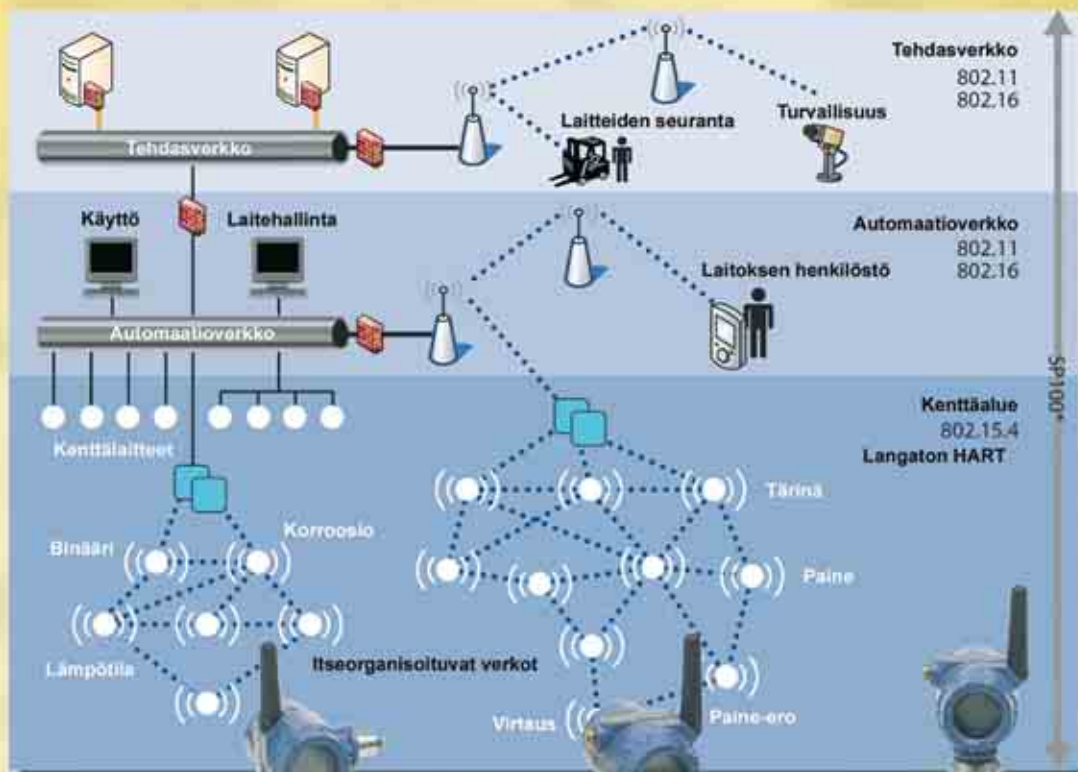 Tehdasverkko
802.11
802.16
Laitteiden seuranta
Turvallisuus
Tehdasverkko
Käyttö
Laitehallinta
Automaatioverkko
802.11
802.16
Laitoksen henkilöstö
Automaatioverkko
SP100*
Kenttäalue
802.15.4
Langaton HART
Kenttälaitteet
Tärinä
Binääri
Korroosio
Paine
Lämpötila
Itseorganisoituvat verkot
Virtaus
Paine-ero